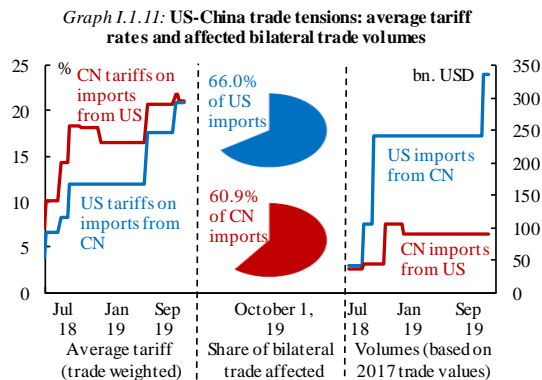 Graph I.1.11: US-China trade tensions: average tariff
rates and affected bilateral trade volumes
25
20
15
10
5
0
%
CN tariffs on
imports
from US
US tariffs on
imports from
CN
Jul
18
Jan
19
Sep
19
Average tariff
(trade weighted)
66.0%
of US
imports
60.9%
of CN
imports
October 1,
19
Share of bilateral
trade affected
bn. USD
US imports
from CN
CN imports
from US
Jul
18
Jan
19
Sep
19
Volumes (based on
2017 trade values)
350
300
250
200
150
100
50
0